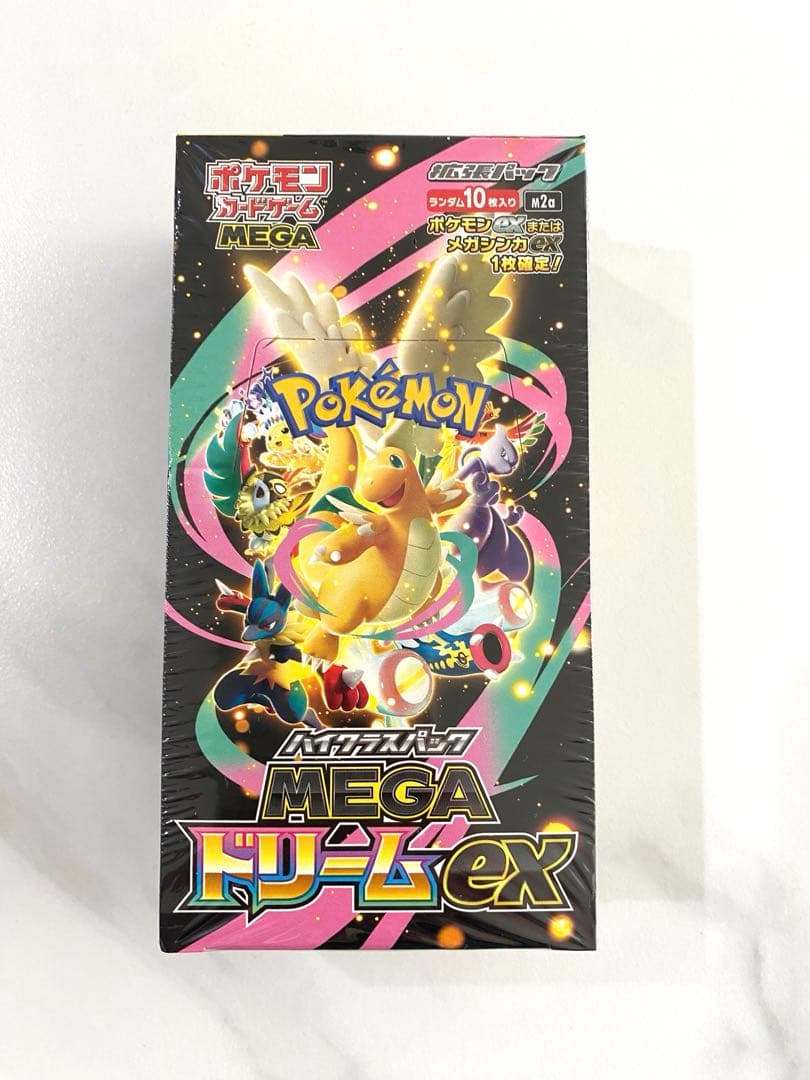 ポケモン
カードゲーム
MEGA
拡張パック
ランダム10枚入り
M2a
ポケモンexまたは
メガシンカex
1枚確定!
POKéMON
ハイクラスパック
MEGA
ドリームex